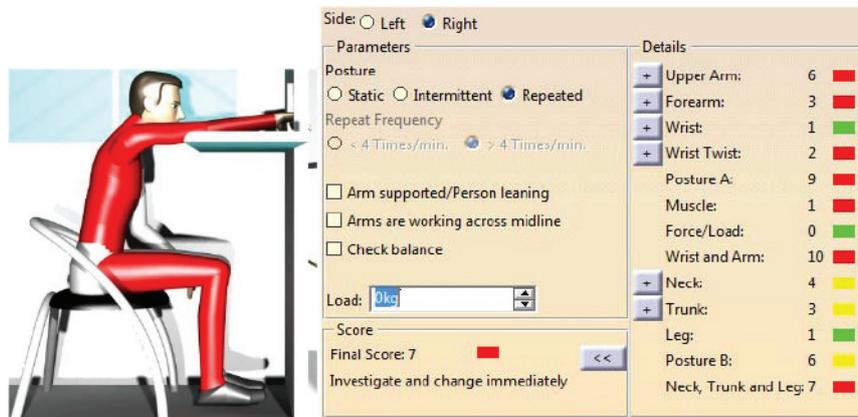 Side: Left Right
Parameters
Posture
Static Intermittent Repeated
Repeat Frequency
< 4 Times/min. > 4 Times/min.
Arm supported/Person leaning
Arms are working across midline
Check balance
Load: 0kg
Score
Final Score: 7 <<
Investigate and change immediately
Details
+ Upper Arm: 6
+ Forearm: 3
+ Wrist: 1
+ Wrist Twist: 2
Posture A: 9
Muscle: 1
Force/Load: 0
Wrist and Arm: 10
+ Neck: 4
+ Trunk: 3
Leg: 1
Posture B: 6
Neck, Trunk and Leg: 7